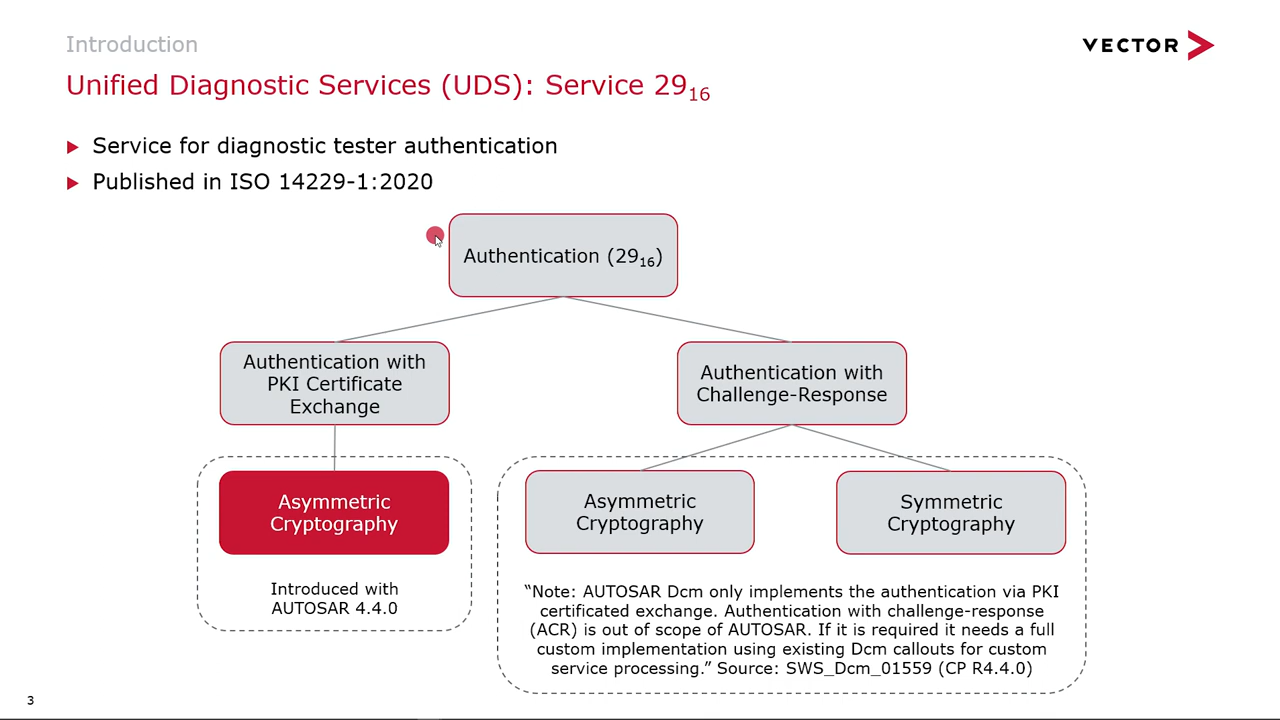 Introduction
VECTOR
Unified Diagnostic Services (UDS): Service 29₁₆
Service for diagnostic tester authentication
Published in ISO 14229-1:2020
Authentication (29₁₆)
Authentication with
PKI Certificate
Exchange
Authentication with
Challenge-Response
Asymmetric
Cryptography
Asymmetric
Cryptography
Symmetric
Cryptography
Introduced with
AUTOSAR 4.4.0
“Note: AUTOSAR Dcm only implements the authentication via PKI
certificated exchange. Authentication with challenge-response
(ACR) is out of scope of AUTOSAR. If it is required it needs a full
custom implementation using existing Dcm callouts for custom
service processing.” Source: SWS_Dcm_01559 (CP R4.4.0)
3